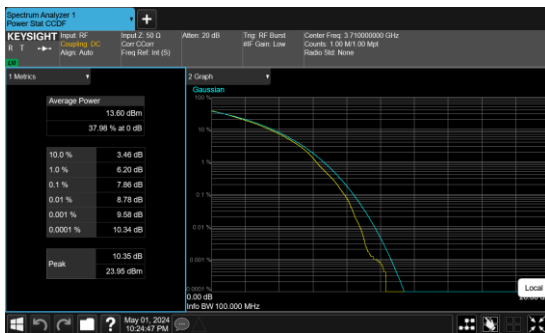 Spectrum Analyzer 1
Power Stat CCDF
KEYSIGHT
R T
LXI
Input: RF
Coupling: DC
Align: Auto
Input Z: 50 Ω
Corr CCorr
Freq Ref: Int (S)
Atten: 20 dB
Trig: RF Burst
#IF Gain: Low
Center Freq: 3.710000000 GHz
Counts: 1.00 M/1.00 Mpt
Radio Std: None
1 Metrics
Average Power
13.60 dBm
37.98 % at 0 dB
10.0 % 3.46 dB
1.0 % 6.20 dB
0.1 % 7.86 dB
0.01 % 8.78 dB
0.001 % 9.58 dB
0.0001 % 10.34 dB
Peak
10.35 dB
23.95 dBm
2 Graph
Gaussian
100 %
10 %
1 %
0.1 %
0.01 %
0.001 %
0.0001 %
0.00 dB
Info BW 100.000 MHz
Local
May 01, 2024
10:24:47 PM